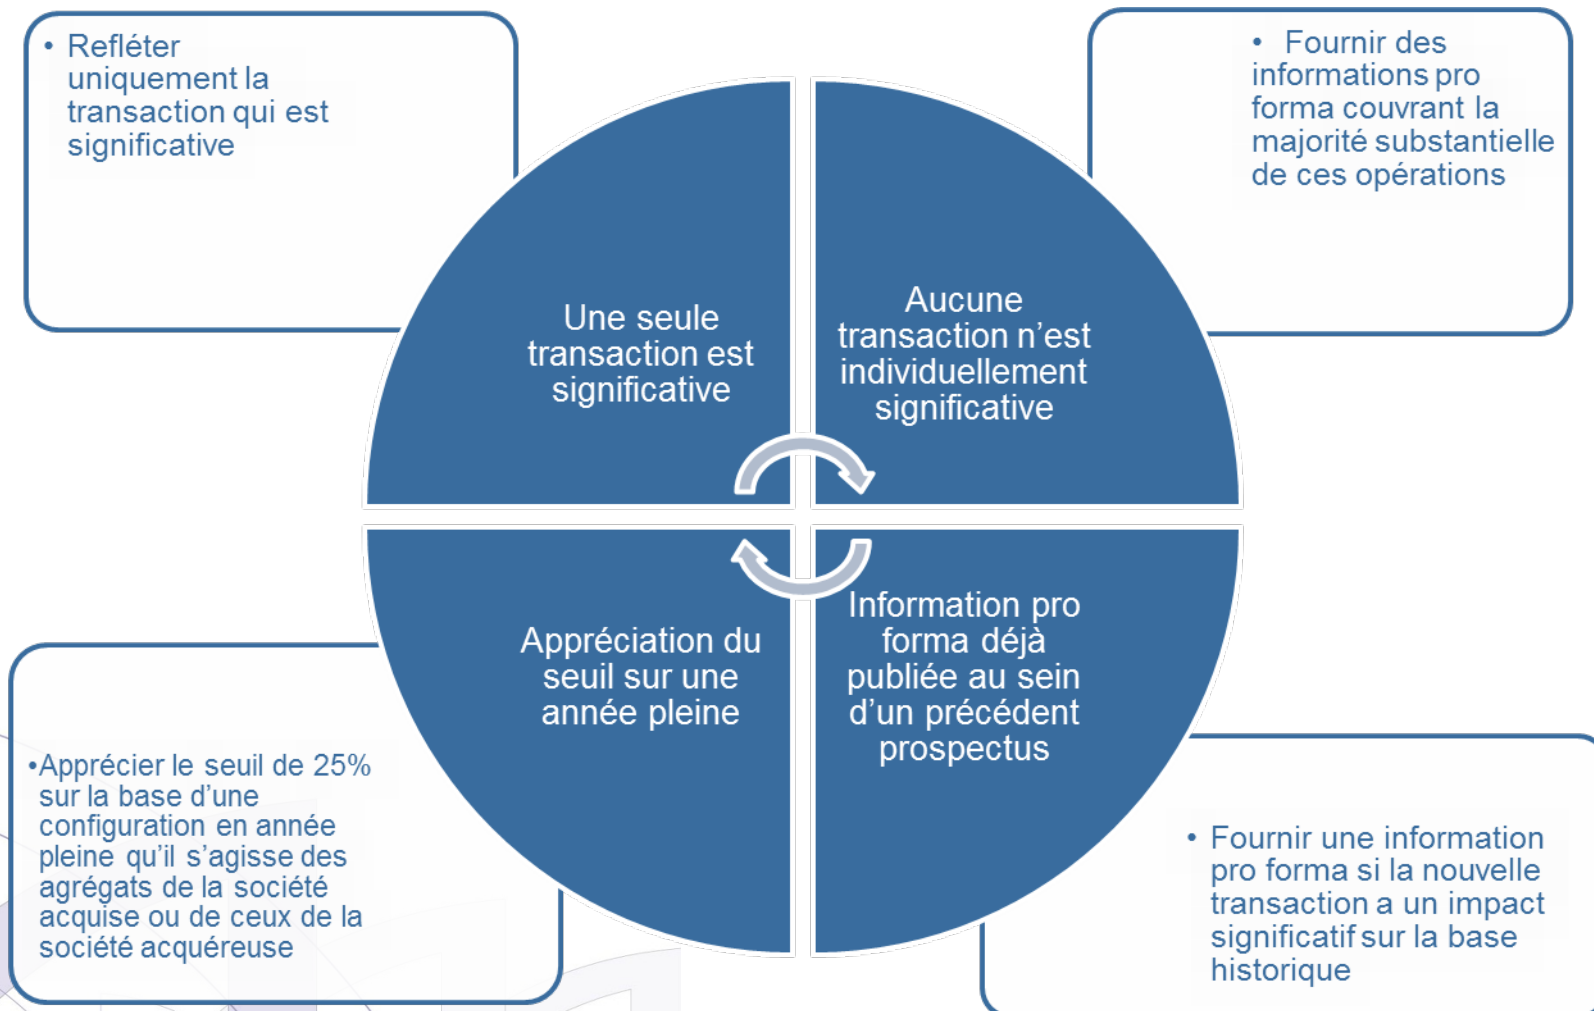 • Refléter
uniquement la
transaction qui est
significative
• Fournir des
informations pro
forma couvrant la
majorité substantielle
de ces opérations
Une seule
transaction est
significative
Aucune
transaction n’est
individuellement
significative
Appréciation du
seuil sur une
année pleine
Information pro
forma déjà
publiée au sein
d’un précédent
prospectus
•Apprécier le seuil de 25%
sur la base d’une
configuration en année
pleine qu’il s’agisse des
agrégats de la société
acquise ou de ceux de la
société acquéreuse
• Fournir une information
pro forma si la nouvelle
transaction a un impact
significatif sur la base
historique